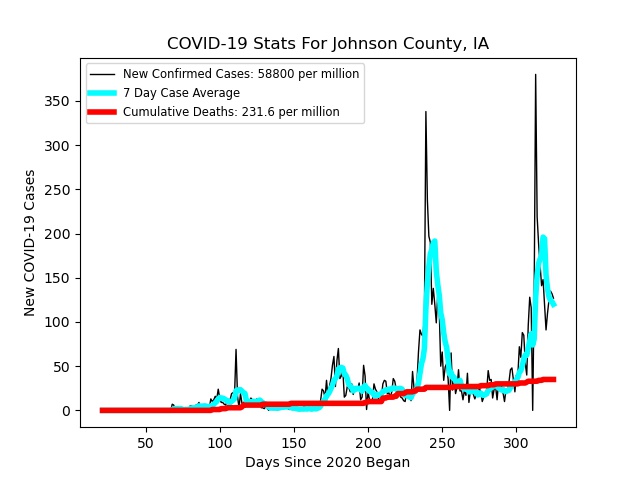 COVID-19 Stats For Johnson County, IA
New Confirmed Cases: 58800 per million
7 Day Case Average
Cumulative Deaths: 231.6 per million
New COVID-19 Cases
350
300
250
200
150
100
50
0
50 100 150 200 250 300
Days Since 2020 Began